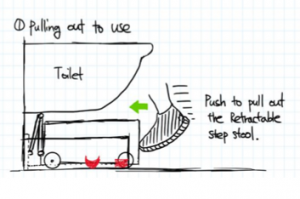 ① Pulling out to use
Toilet
Push to pull out
the Retractable
step stool.